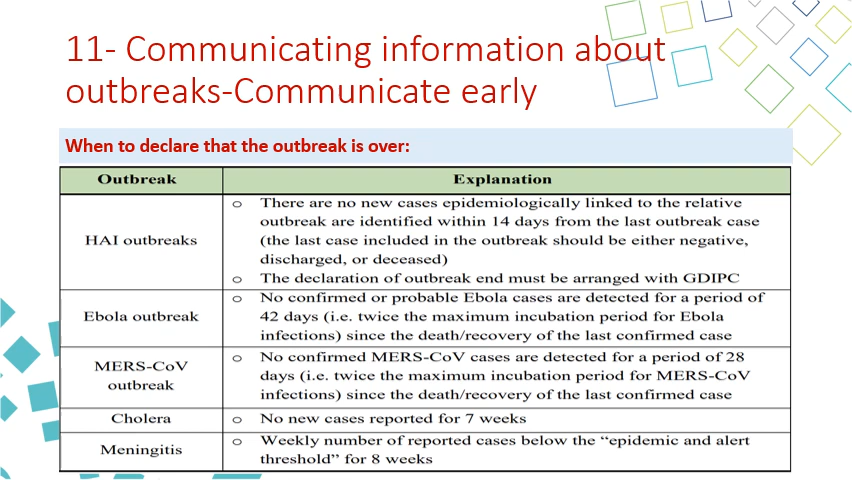 11- Communicating information about
outbreaks-Communicate early
When to declare that the outbreak is over:
Outbreak
Explanation
HAI outbreaks
o There are no new cases epidemiologically linked to the relative
outbreak are identified within 14 days from the last outbreak case
(the last case included in the outbreak should be either negative,
discharged, or deceased)
o The declaration of outbreak end must be arranged with GDIPC
Ebola outbreak
o No confirmed or probable Ebola cases are detected for a period of
42 days (i.e. twice the maximum incubation period for Ebola
infections) since the death/recovery of the last confirmed case
MERS-CoV
outbreak
o No confirmed MERS-CoV cases are detected for a period of 28
days (i.e. twice the maximum incubation period for MERS-CoV
infections) since the death/recovery of the last confirmed case
Cholera
o No new cases reported for 7 weeks
Meningitis
o Weekly number of reported cases below the “epidemic and alert
threshold” for 8 weeks